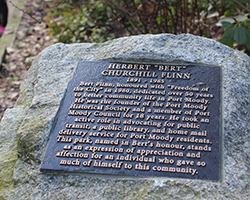 HERBERT "BERT"
CHURCHILL FLINN
1891 - 1983
Bert Flinn, honoured with "Freedom of
the City" in 1980, dedicated over 50 years
to better community life in Port Moody.
He was the founder of the Port Moody
Historical Society and a member of Port
Moody Council for 18 years. He took an
active role in advocating for public
transit, a public library, and home mail
delivery service for Port Moody residents.
This park, named in Bert's honour, stands
as an expression of appreciation and
affection for an individual who gave so
much of himself to this community.